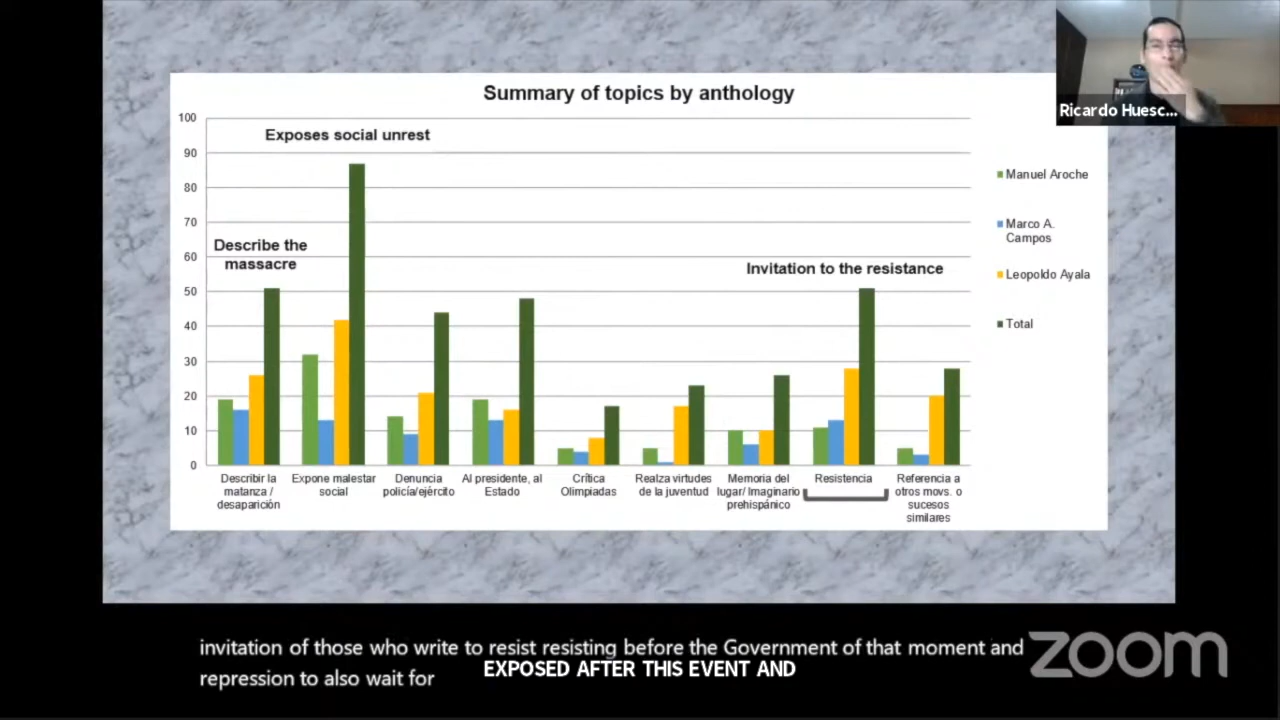 Ricardo Huesc...
Summary of topics by anthology
100
90
80
70
60
50
40
30
20
10
0
Exposes social unrest
Describe the
massacre
Invitation to the resistance
Manuel Aroche
Marco A.
Campos
Leopoldo Ayala
Total
Describir la
matanza /
desaparición
Expone malestar
social
Denuncia
policía/ejército
Al presidente, al
Estado
Crítica
Olimpiadas
Realza virtudes
de la juventud
Memoria del
lugar/ Imaginario
prehispánico
Resistencia
Referencia a
otros movs. o
sucesos
similares
invitation of those who write to resist resisting before the Government of that moment and
repression to also wait for
EXPOSED AFTER THIS EVENT AND
zoom